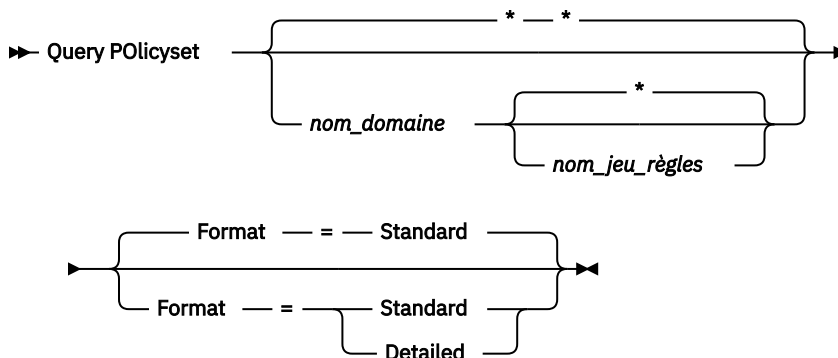 * *
Query POlicyset
*
nom_domaine
nom_jeu_règles
Format = Standard
Format = Standard
Detailed